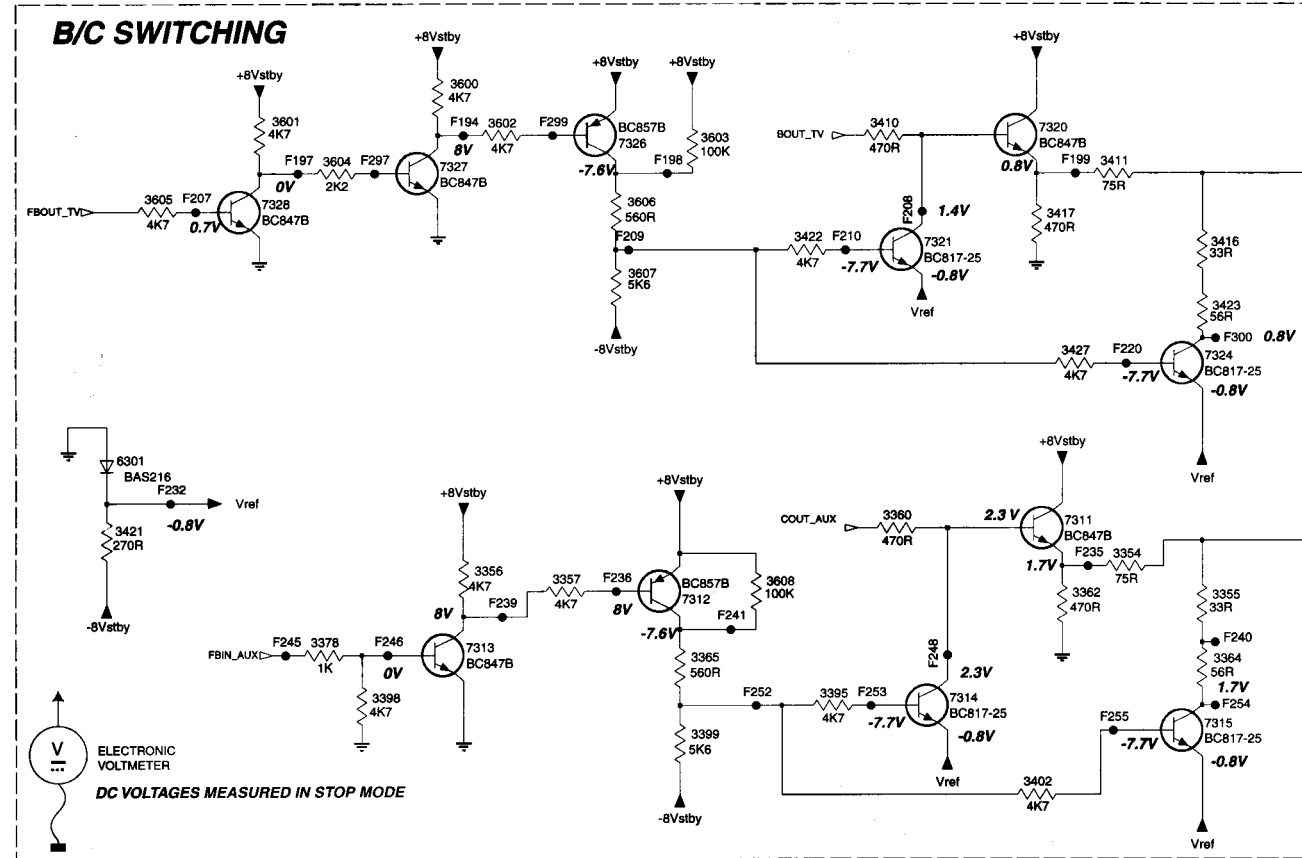 B/C SWITCHING
+8Vstby
+8Vstby
+8Vstby
+8Vstby
+8Vstby
3601
4K7
3600
4K7
F197
0V
3604
2K2
F297
F194
8V
3602
4K7
F299
BC857B
7326
-7.6V
3603
100K
F198
BOUT_TV
3410
470R
7320
BC847B
0.8V
F199
3411
75R
FBOUT_TV
3605
4K7
F207
0.7V
7328
BC847B
7327
BC847B
3606
560R
F209
3607
5K6
-8Vstby
3422
4K7
F210
-7.7V
F208
1.4V
7321
BC817-25
-0.8V
Vref
3417
470R
3416
33R
3423
56R
F300
0.8V
3427
4K7
F220
-7.7V
7324
BC817-25
-0.8V
Vref
6301
BAS216
F232
-0.8V
Vref
3421
270R
-8Vstby
+8Vstby
+8Vstby
+8Vstby
3356
4K7
8V
F239
3357
4K7
F236
8V
BC857B
7312
-7.6V
3608
100K
F241
COUT_AUX
3360
470R
2.3 V
7311
BC847B
1.7V
F235
3354
75R
FBIN_AUX
F245
3378
1K
F246
0V
7313
BC847B
3398
4K7
3365
560R
F252
3399
5K6
-8Vstby
3395
4K7
F253
-7.7V
F248
2.3V
7314
BC817-25
-0.8V
Vref
3362
470R
3355
33R
F240
3364
56R
1.7V
F254
F255
-7.7V
7315
BC817-25
-0.8V
3402
4K7
Vref
V
ELECTRONIC
VOLTMETER
DC VOLTAGES MEASURED IN STOP MODE